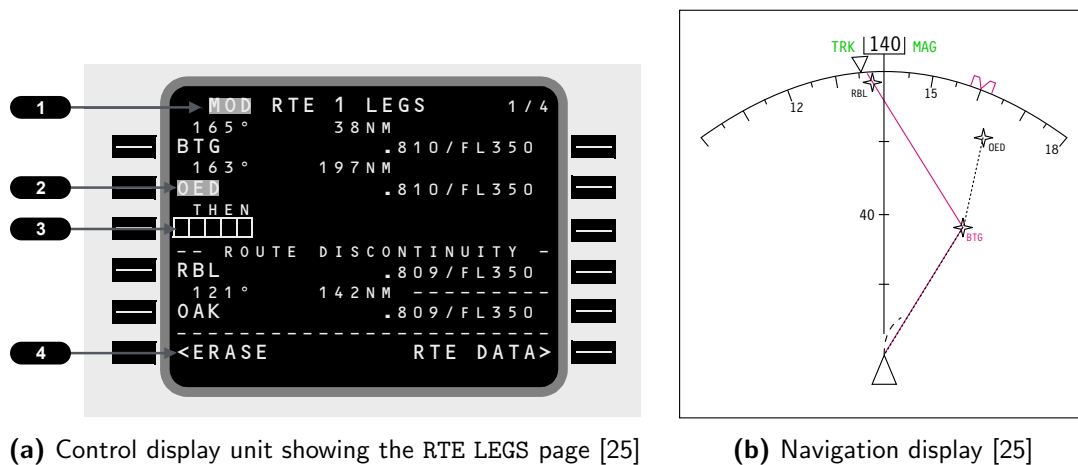 1
2
3
4
MOD RTE 1 LEGS 1/4
165° 38NM
BTG .810/FL350
163° 197NM
OED .810/FL350
THEN
-- ROUTE DISCONTINUITY -
RBL .809/FL350
121° 142NM ---------
OAK .809/FL350
------------------------
<ERASE RTE DATA>
(a) Control display unit showing the RTE LEGS page [25]
TRK 140 MAG
RBL
12
15
18
OED
40
BTG
(b) Navigation display [25]